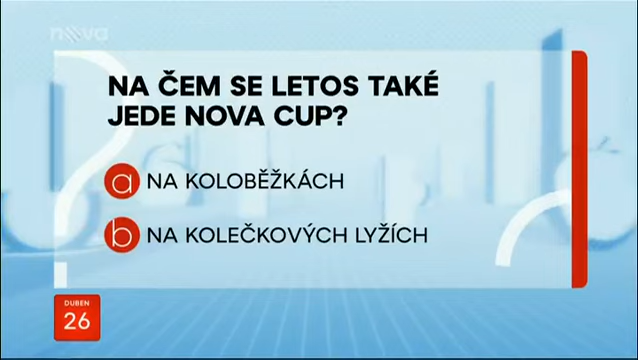 nova
NA ČEM SE LETOS TAKÉ
JEDE NOVA CUP?
a NA KOLOBĚŽKÁCH
b NA KOLEČKOVÝCH LYŽÍCH
DUBEN
26